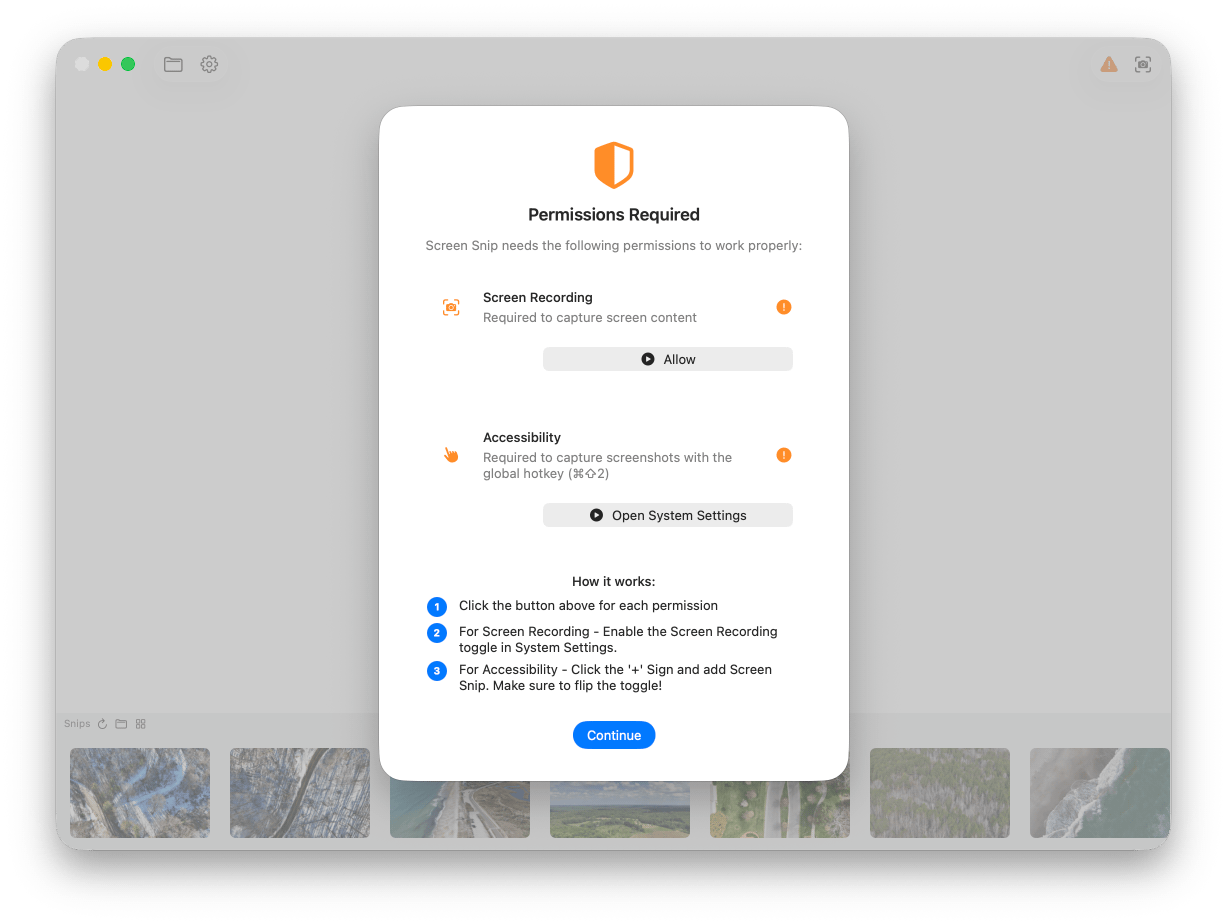 Permissions Required
Screen Snip needs the following permissions to work properly:
Screen Recording
Required to capture screen content
Allow
Accessibility
Required to capture screenshots with the
global hotkey (⌘⇧2)
Open System Settings
How it works:
1 Click the button above for each permission
2 For Screen Recording - Enable the Screen Recording
toggle in System Settings.
3 For Accessibility - Click the '+' Sign and add Screen
Snip. Make sure to flip the toggle!
Snips
Continue